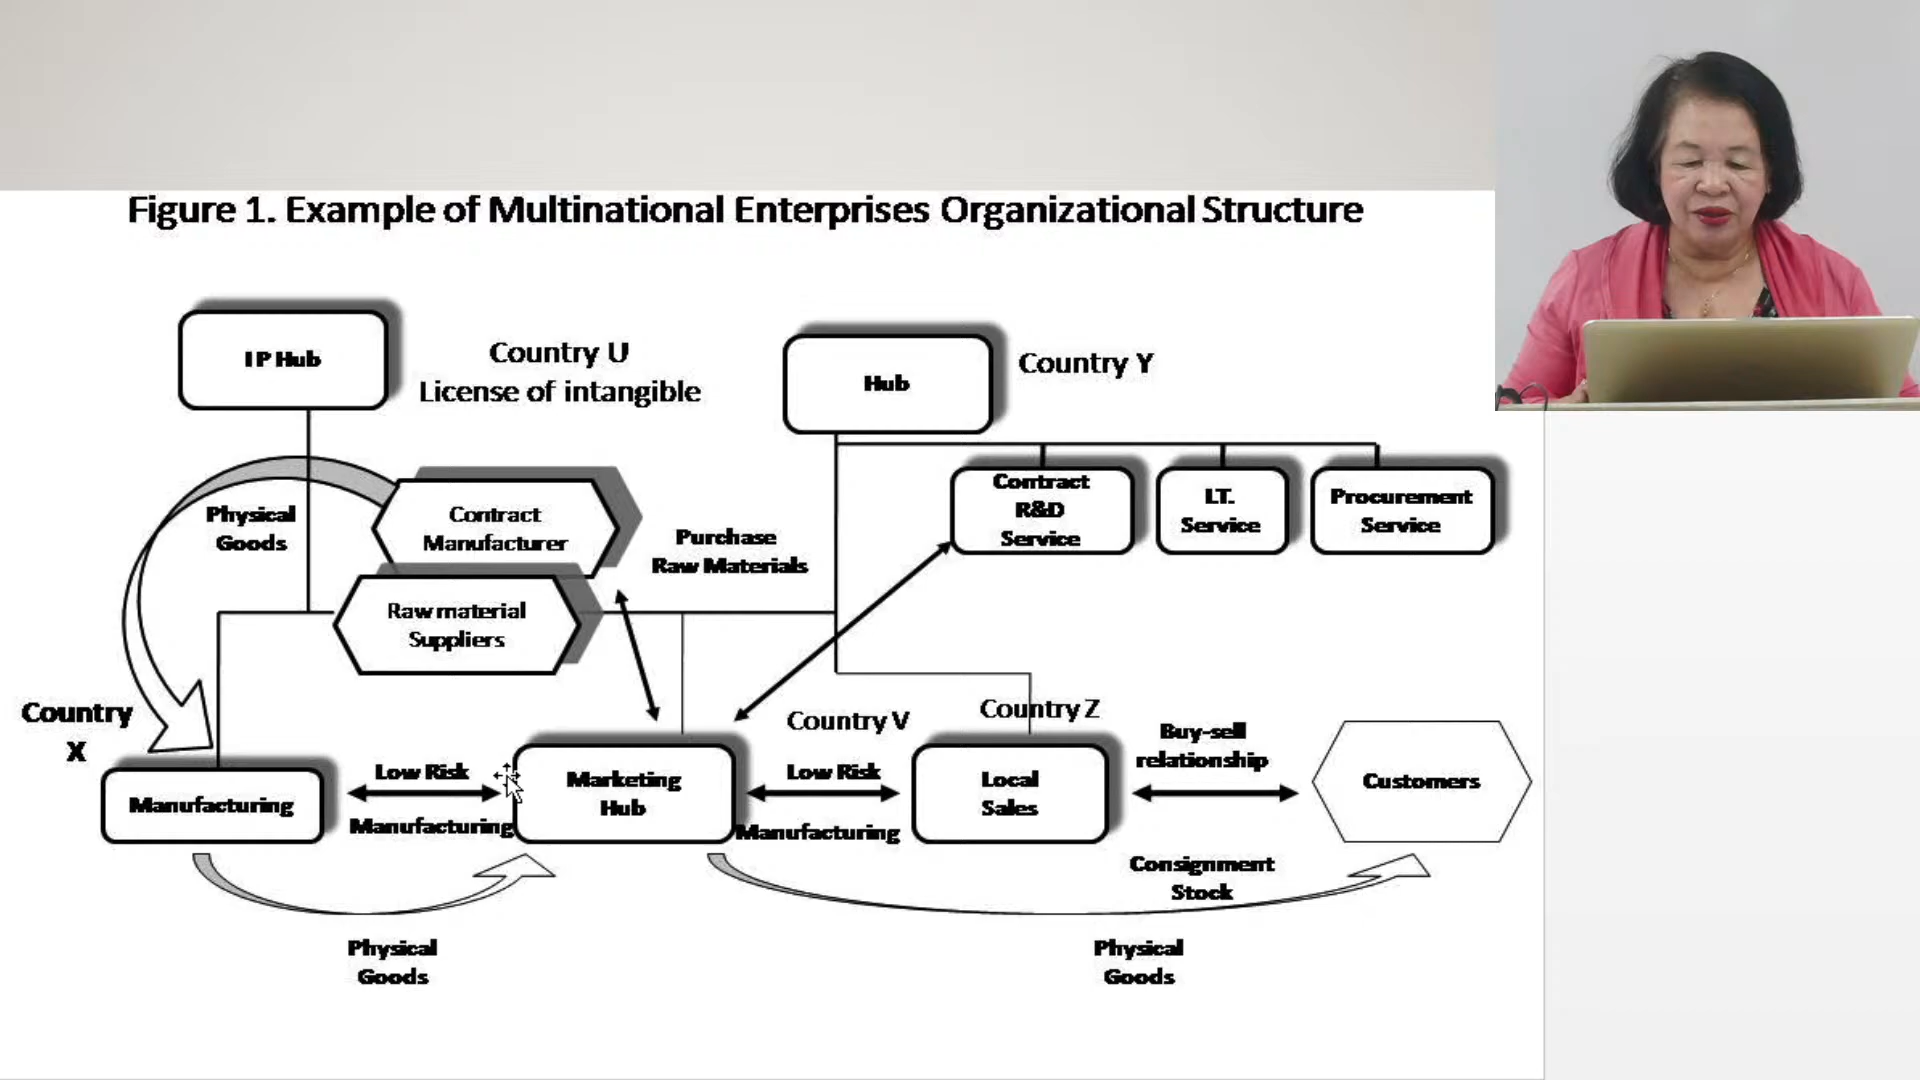 Figure 1. Example of Multinational Enterprises Organizational Structure
I P Hub
Country U
License of intangible
Hub
Country Y
Contract
R&D
Service
I.T.
Service
Procurement
Service
Physical
Goods
Contract
Manufacturer
Purchase
Raw Materials
Raw material
Suppliers
Country
X
Country V
Country Z
Buy-sell
relationship
Manufacturing
Low Risk
Manufacturing
Marketing
Hub
Low Risk
Manufacturing
Local
Sales
Customers
Consignment
Stock
Physical
Goods
Physical
Goods